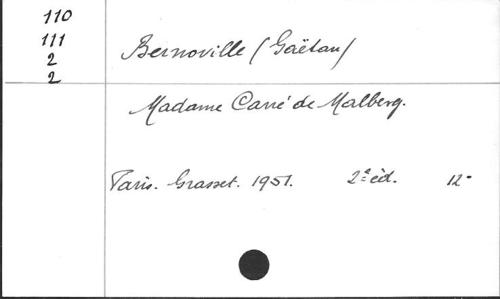 110
111
2
2
Bernoville (Gaëtan)
Madame Carré de Malberg.
Paris. Grasset. 1951. 2e éd. 12°